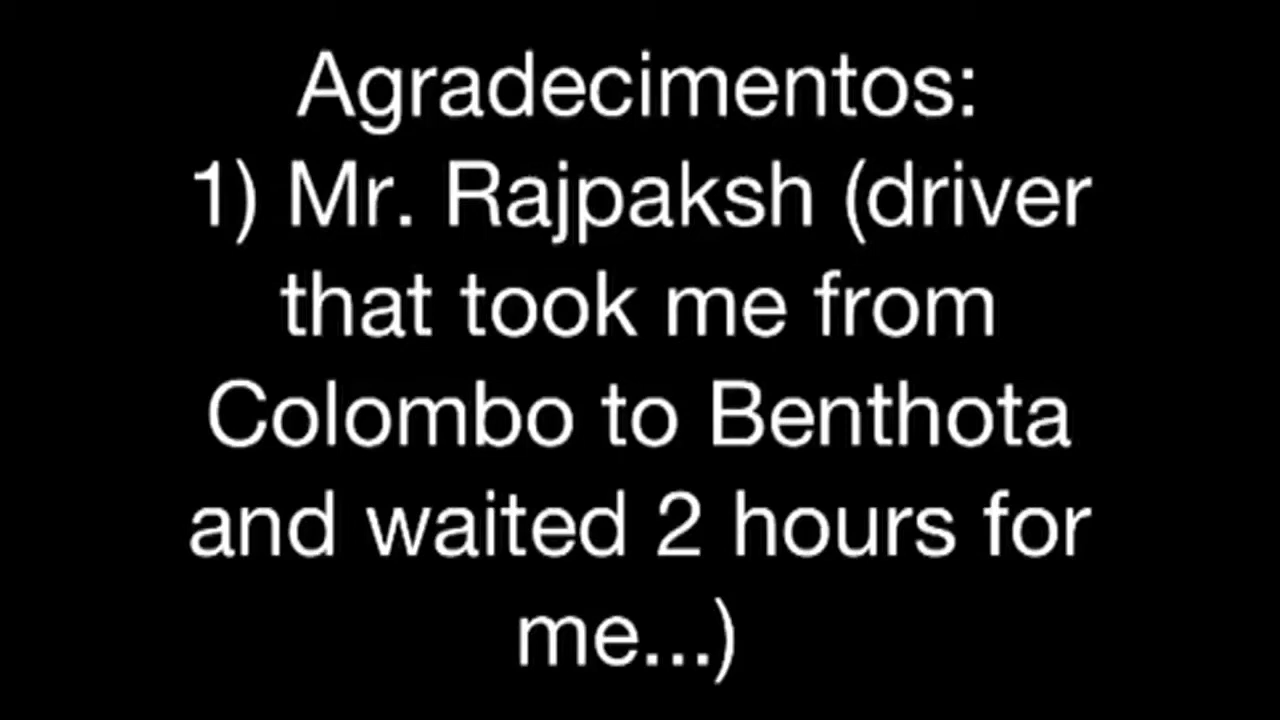 Agradecimentos:
1) Mr. Rajpaksh (driver
that took me from
Colombo to Benthota
and waited 2 hours for
me...)